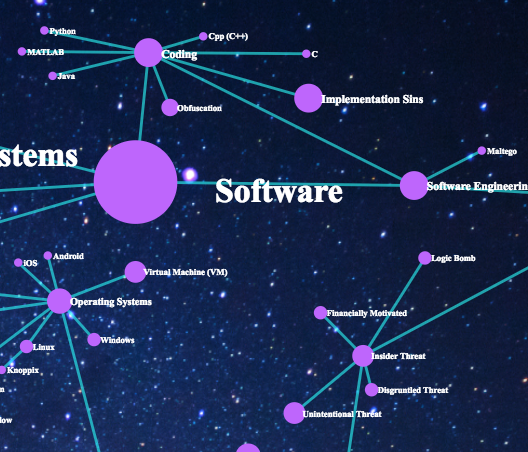 Python
Cpp (C++)
MATLAB
Coding
C
Java
Implementation Sins
Obfuscation
stems
Maltego
Software
Software Engineerin
Android
Logic Bomb
iOS
Virtual Machine (VM)
Operating Systems
Financially Motivated
Windows
Linux
Insider Threat
Knoppix
Disgruntled Threat
m
Unintentional Threat
low